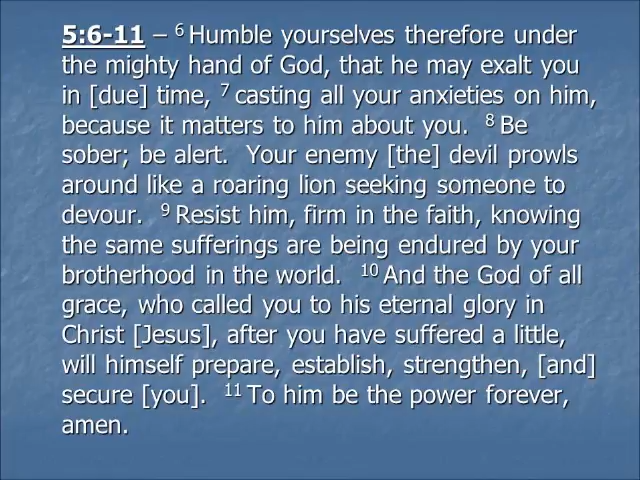 5:6-11 – 6 Humble yourselves therefore under
the mighty hand of God, that he may exalt you
in [due] time, 7 casting all your anxieties on him,
because it matters to him about you. 8 Be
sober; be alert. Your enemy [the] devil prowls
around like a roaring lion seeking someone to
devour. 9 Resist him, firm in the faith, knowing
the same sufferings are being endured by your
brotherhood in the world. 10 And the God of all
grace, who called you to his eternal glory in
Christ [Jesus], after you have suffered a little,
will himself prepare, establish, strengthen, [and]
secure [you]. 11 To him be the power forever,
amen.